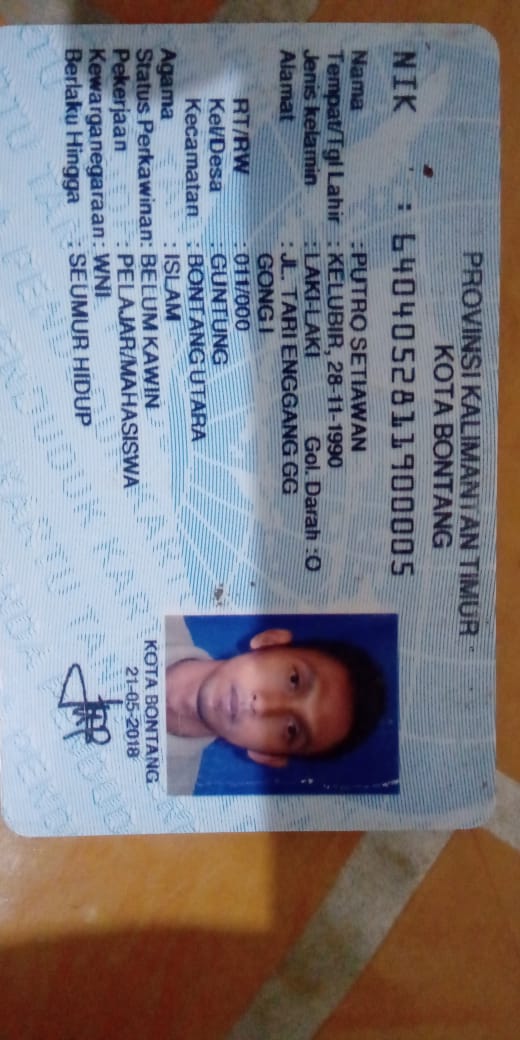 PROVINSI KALIMANTAN TIMUR
KOTA BONTANG
NIK : 6404052811900005
Nama : PUTRO SETIAWAN
Tempat/Tgl Lahir : KELUBIR, 28-11-1990
Jenis kelamin : LAKI-LAKI Gol. Darah :O
Alamat : JL. TARI ENGGANG GG
GONG I
RT/RW : 011/000
Kel/Desa : GUNTUNG
Kecamatan : BONTANG UTARA
Agama : ISLAM
Status Perkawinan: BELUM KAWIN
Pekerjaan : PELAJAR/MAHASISWA
Kewarganegaraan : WNI
Berlaku Hingga : SEUMUR HIDUP
KOTA BONTANG
21-05-2018